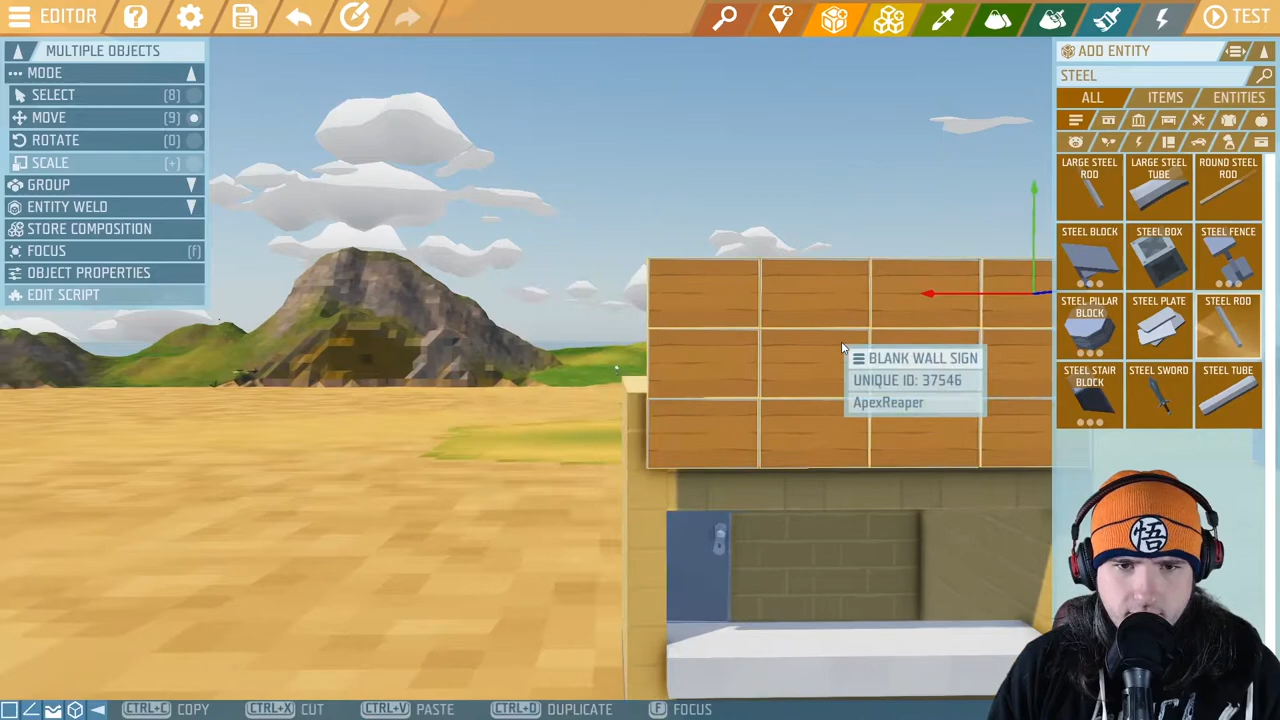 EDITOR
TEST
MULTIPLE OBJECTS
MODE
SELECT (8)
MOVE (9)
ROTATE (0)
SCALE (+)
GROUP
ENTITY WELD
STORE COMPOSITION
FOCUS (f)
OBJECT PROPERTIES
EDIT SCRIPT
ADD ENTITY
STEEL
ALL ITEMS ENTITIES
LARGE STEEL ROD
LARGE STEEL TUBE
ROUND STEEL ROD
STEEL BLOCK
STEEL BOX
STEEL FENCE
STEEL PILLAR BLOCK
STEEL PLATE
STEEL ROD
STEEL STAIR BLOCK
STEEL SWORD
STEEL TUBE
BLANK WALL SIGN
UNIQUE ID: 37546
ApexReaper
悟
CTRL+C COPY CTRL+X CUT CTRL+V PASTE CTRL+D DUPLICATE F FOCUS